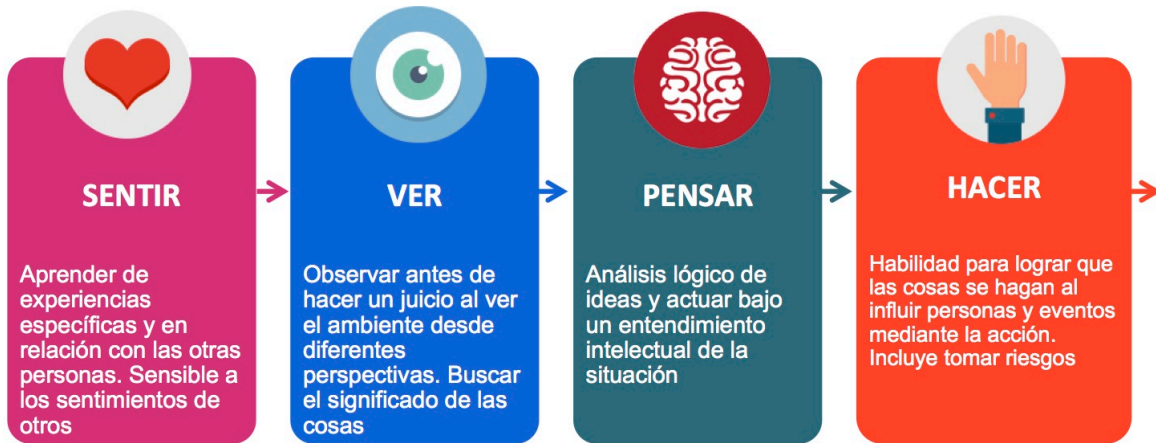 SENTIR
Aprender de
experiencias
específicas y en
relación con las otras
personas. Sensible a
los sentimientos de
otros
VER
Observar antes de
hacer un juicio al ver
el ambiente desde
diferentes
perspectivas. Buscar
el significado de las
cosas
PENSAR
Análisis lógico de
ideas y actuar bajo
un entendimiento
intelectual de la
situación
HACER
Habilidad para lograr que
las cosas se hagan al
influir personas y eventos
mediante la acción.
Incluye tomar riesgos